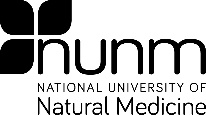 nunm
NATIONAL UNIVERSITY OF
Natural Medicine